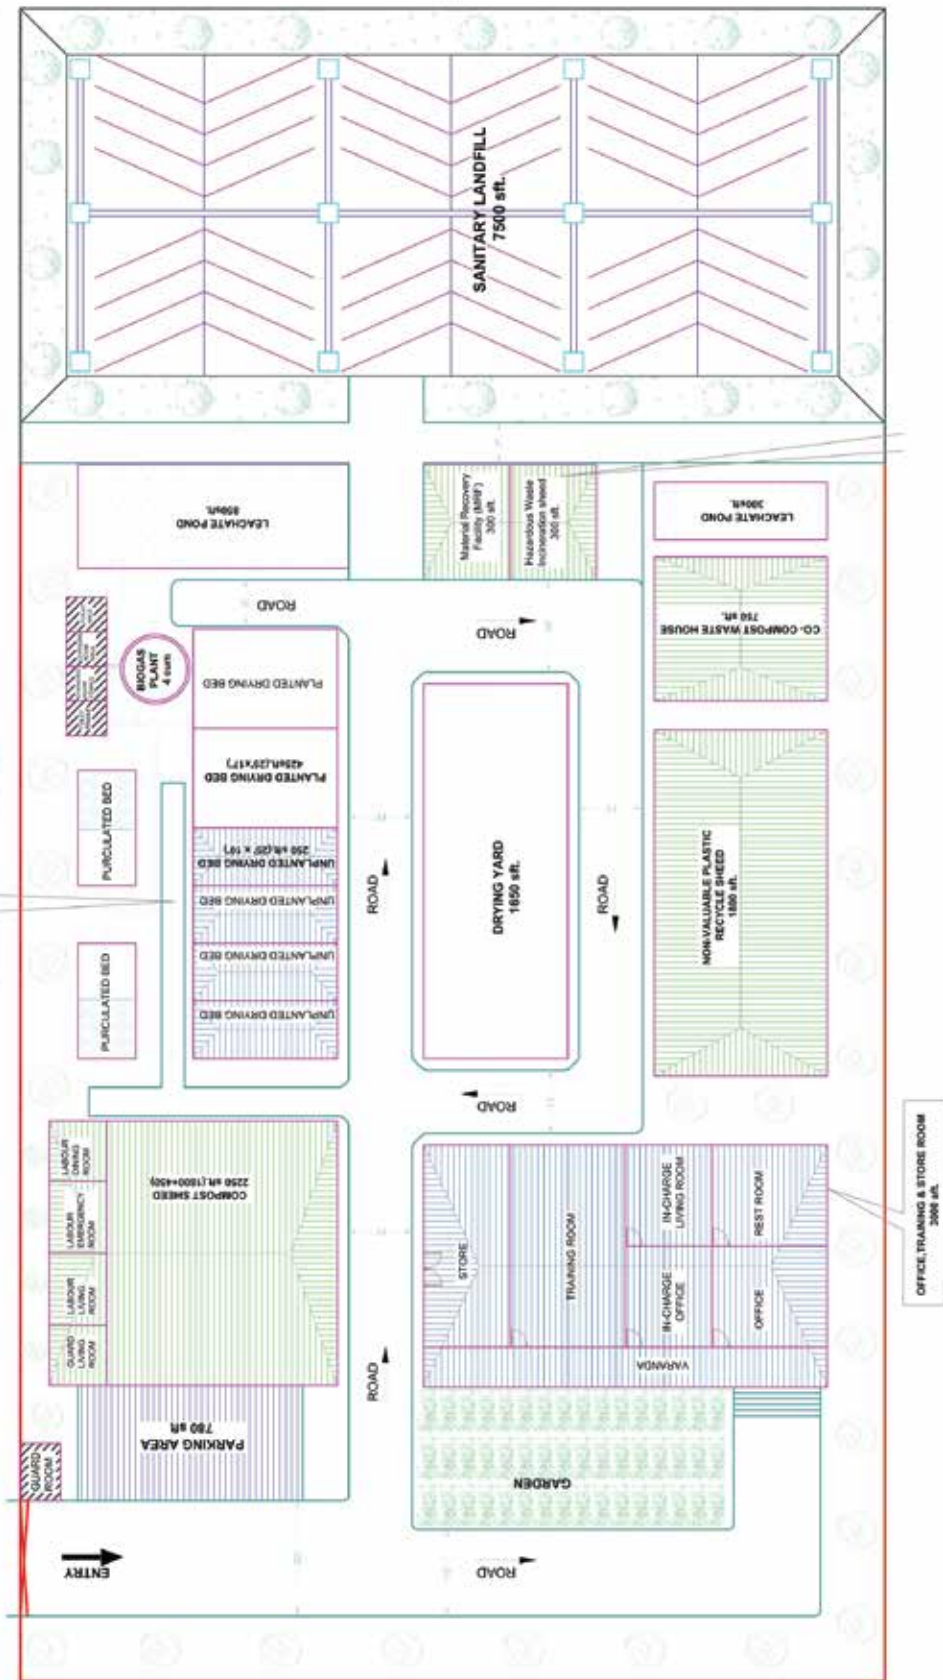 SANITARY LANDFILL
7500 sft.
LEACHATE POND
850sft.
Material Recovery
Facility (MRF)
300 sft.
Hazardous Waste
Incineration sheed
300 sft.
LEACHATE POND
300sft.
ROAD
ROAD
CO- COMPOST WASTE HOUSE
750 sft.
BIOGAS
PLANT
4 cum
PLANTED DRYING BED
PLANTED DRYING BED
425sft.(25'x17')
PURCULATED BED
UNPLANTED DRYING BED
250 sft.(25' x 10')
UNPLANTED DRYING BED
UNPLANTED DRYING BED
UNPLANTED DRYING BED
PURCULATED BED
ROAD
DRYING YARD
1650 sft.
ROAD
NON-VALUABLE PLASTIC
RECYCLE SHEED
1800 sft.
ROAD
LABOUR
DINING
ROOM
LABOUR
EMERGENCY
ROOM
LABOUR
LIVING
ROOM
GUARD
LIVING
ROOM
COMPOST SHEED
2250 sft.(1800+450)
STORE
TRAINING ROOM
IN-CHARGE
LIVING ROOM
REST ROOM
IN-CHARGE
OFFICE
OFFICE
VARANDA
OFFICE,TRAINING & STORE ROOM
2000 sft.
ROAD
PARKING AREA
780 sft
GUARD
ROOM
GARDEN
ENTRY
ROAD